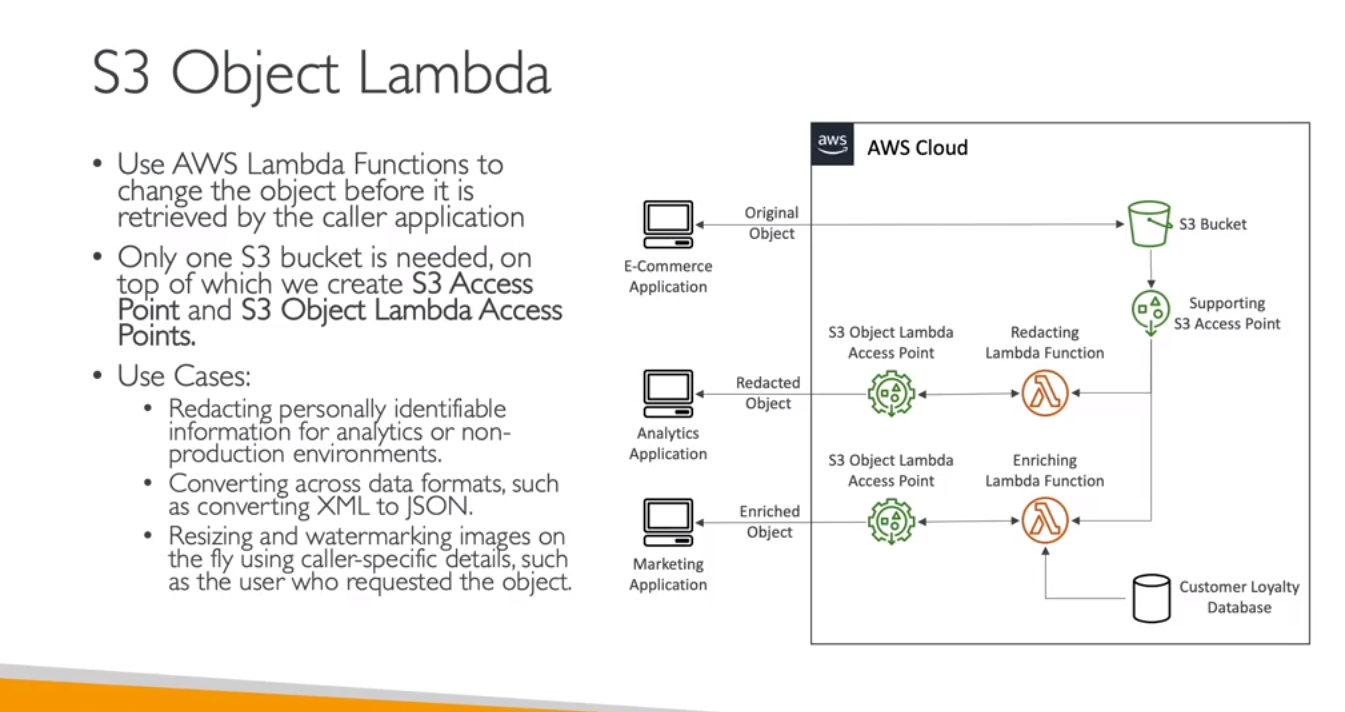 S3 Object Lambda
• Use AWS Lambda Functions to
change the object before it is
retrieved by the caller application
• Only one S3 bucket is needed, on
top of which we create S3 Access
Point and S3 Object Lambda Access
Points.
• Use Cases:
• Redacting personally identifiable
information for analytics or non-
production environments.
• Converting across data formats, such
as converting XML to JSON.
• Resizing and watermarking images on
the fly using caller-specific details, such
as the user who requested the object.
aws
AWS Cloud
Original
Object
E-Commerce
Application
S3 Bucket
Supporting
S3 Access Point
S3 Object Lambda
Access Point
Redacting
Lambda Function
Redacted
Object
Analytics
Application
S3 Object Lambda
Access Point
Enriching
Lambda Function
Enriched
Object
Marketing
Application
Customer Loyalty
Database